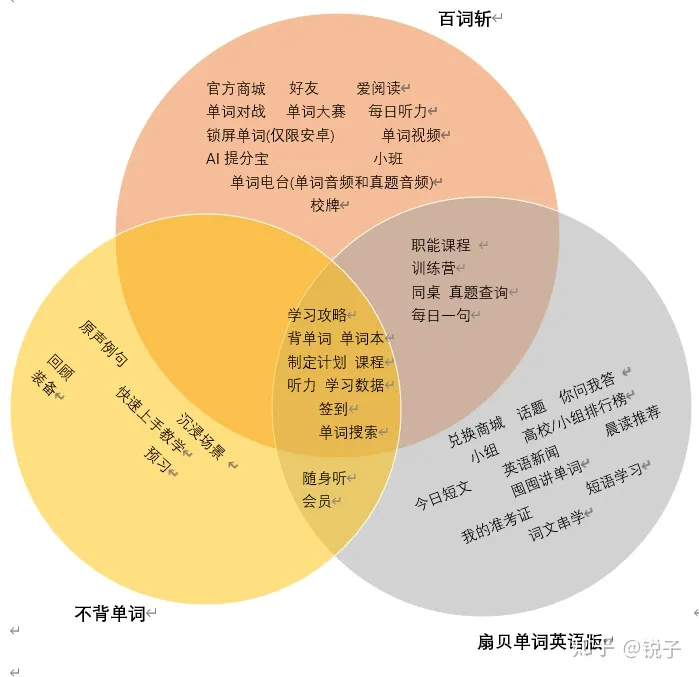 百词斩
官方商城 好友 爱阅读
单词对战 单词大赛 每日听力
锁屏单词(仅限安卓) 单词视频
AI 提分宝 小班
单词电台(单词音频和真题音频)
校牌
职能课程
训练营
同桌 真题查询
每日一句
学习攻略
背单词 单词本
制定计划 课程
听力 学习数据
签到
单词搜索
随身听
会员
原声例句
回顾
装备
沉浸场景
快速上手教学
预习
兑换商城 话题 你问我答
小组 高校/小组排行榜
英语新闻 晨读推荐
今日短文 囤囤讲单词 短语学习
我的准考证 词文串学
不背单词
扇贝单词英语版
知乎 @锐子